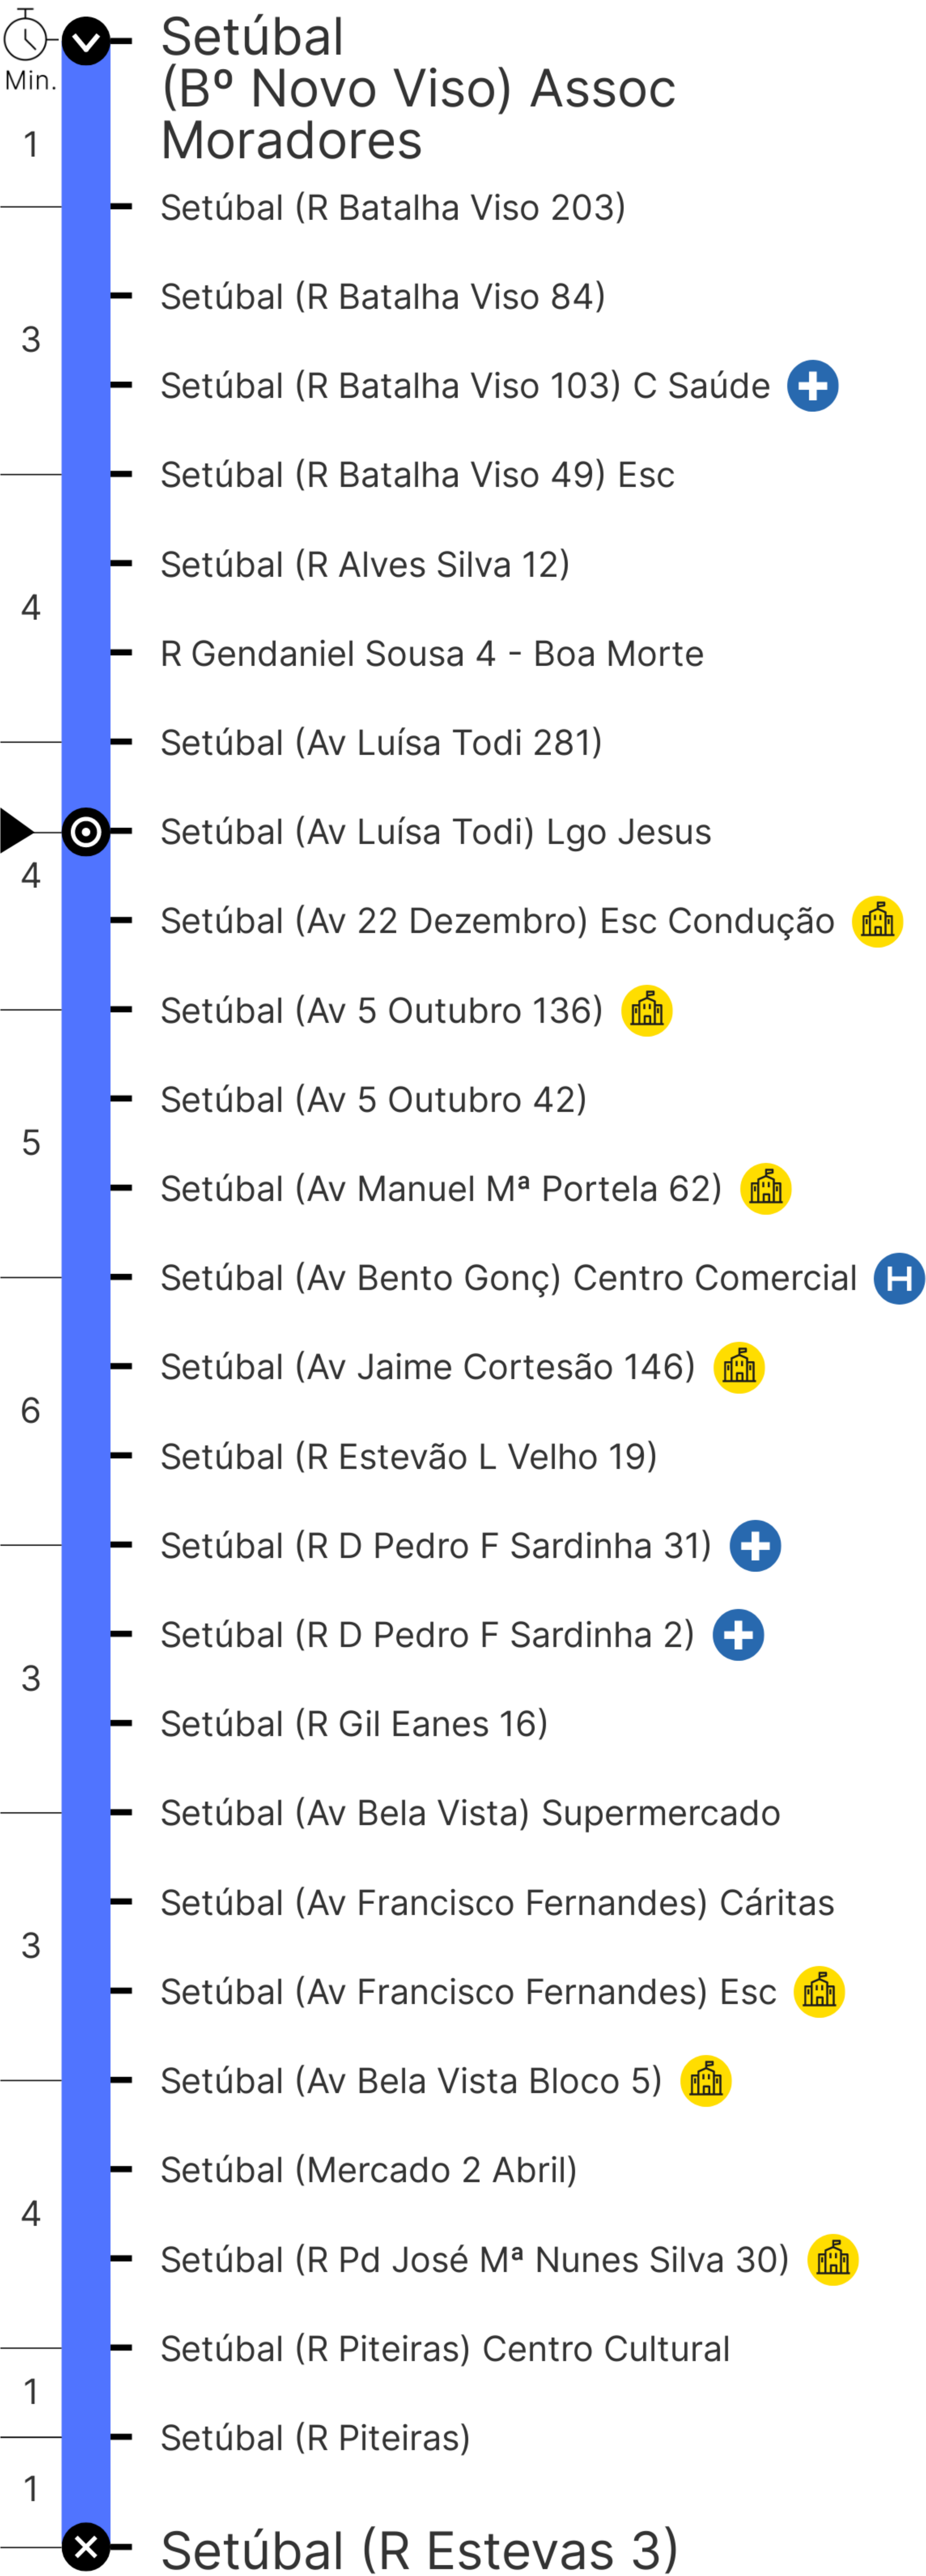 Setúbal
(Bº Novo Viso) Assoc
Moradores
Min.
1
Setúbal (R Batalha Viso 203)
Setúbal (R Batalha Viso 84)
3
Setúbal (R Batalha Viso 103) C Saúde
Setúbal (R Batalha Viso 49) Esc
Setúbal (R Alves Silva 12)
4
R Gendaniel Sousa 4 - Boa Morte
Setúbal (Av Luísa Todi 281)
Setúbal (Av Luísa Todi) Lgo Jesus
4
Setúbal (Av 22 Dezembro) Esc Condução
Setúbal (Av 5 Outubro 136)
Setúbal (Av 5 Outubro 42)
5
Setúbal (Av Manuel Mª Portela 62)
Setúbal (Av Bento Gonç) Centro Comercial H
Setúbal (Av Jaime Cortesão 146)
6
Setúbal (R Estevão L Velho 19)
Setúbal (R D Pedro F Sardinha 31)
Setúbal (R D Pedro F Sardinha 2)
3
Setúbal (R Gil Eanes 16)
Setúbal (Av Bela Vista) Supermercado
Setúbal (Av Francisco Fernandes) Cáritas
3
Setúbal (Av Francisco Fernandes) Esc
Setúbal (Av Bela Vista Bloco 5)
Setúbal (Mercado 2 Abril)
4
Setúbal (R Pd José Mª Nunes Silva 30)
Setúbal (R Piteiras) Centro Cultural
1
Setúbal (R Piteiras)
1
Setúbal (R Estevas 3)